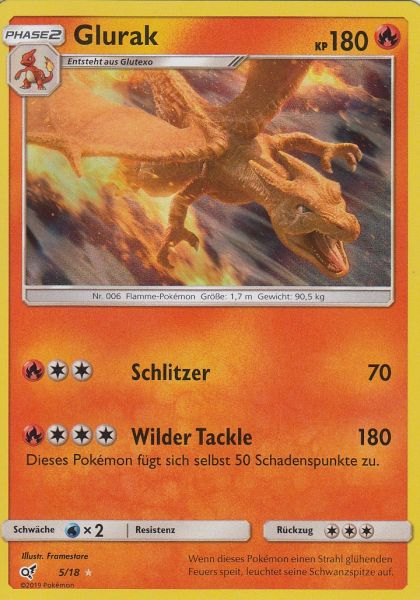 PHASE2
Glurak
KP180
Entsteht aus Glutexo
Nr. 006 Flamme-Pokémon Größe: 1,7 m Gewicht: 90,5 kg
Schlitzer 70
Wilder Tackle 180
Dieses Pokémon fügt sich selbst 50 Schadenspunkte zu.
Schwäche ×2 Resistenz Rückzug
Illustr. Framestore
5/18
©2019 Pokémon
Wenn dieses Pokémon einen Strahl glühenden
Feuers speit, leuchtet seine Schwanzspitze auf.